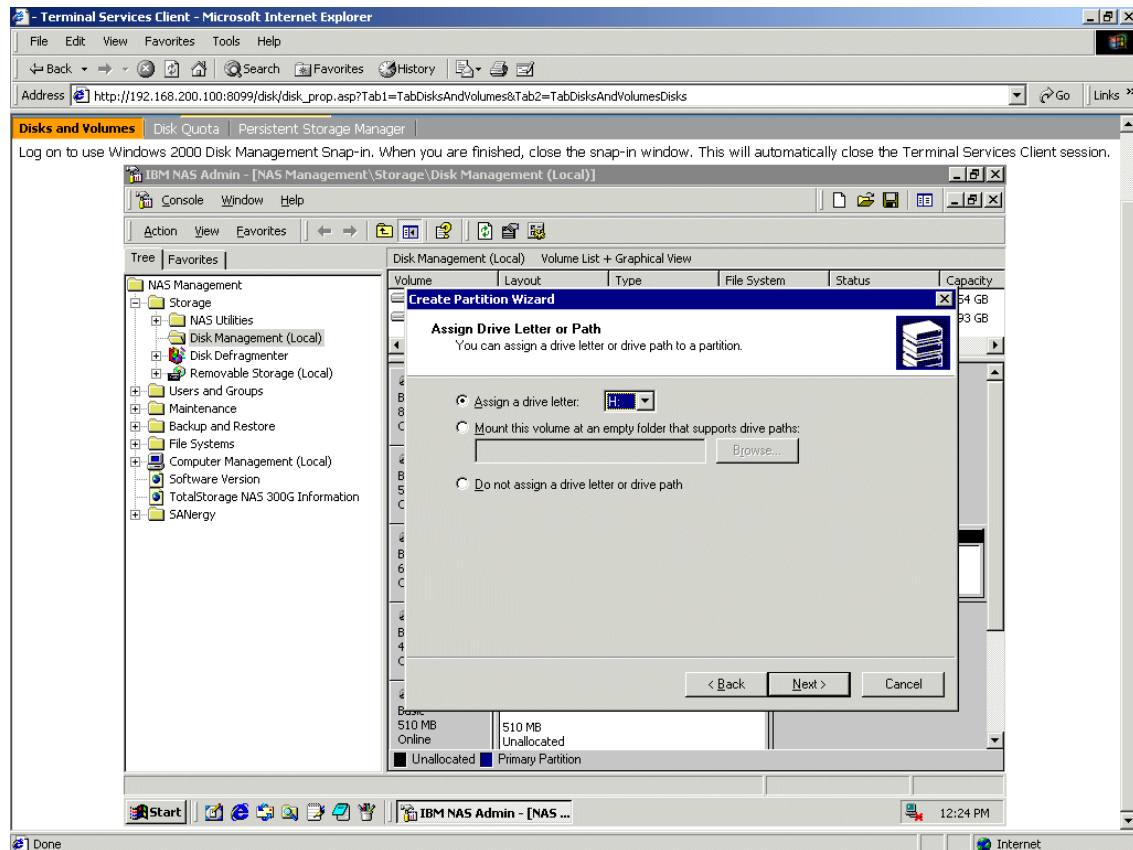 - Terminal Services Client - Microsoft Internet Explorer
File Edit View Favorites Tools Help
Back Search Favorites History
Address http://192.168.200.100:8099/disk/disk_prop.asp?Tab1=TabDisksAndVolumes&Tab2=TabDisksAndVolumesDisks Go Links »
Disks and Volumes Disk Quota Persistent Storage Manager
Log on to use Windows 2000 Disk Management Snap-in. When you are finished, close the snap-in window. This will automatically close the Terminal Services Client session.
IBM NAS Admin - [NAS Management\Storage\Disk Management (Local)]
Console Window Help
Action View Favorites
Tree Favorites
Disk Management (Local) Volume List + Graphical View
Volume Layout Type File System Status Capacity
NAS Management
Storage
NAS Utilities
Disk Management (Local)
Disk Defragmenter
Removable Storage (Local)
Users and Groups
Maintenance
Backup and Restore
File Systems
Computer Management (Local)
Software Version
TotalStorage NAS 300G Information
SANergy
54 GB
93 GB
Create Partition Wizard
Assign Drive Letter or Path
You can assign a drive letter or drive path to a partition.
Assign a drive letter: H:
Mount this volume at an empty folder that supports drive paths:
Browse...
Do not assign a drive letter or drive path
< Back Next > Cancel
Basic
510 MB 510 MB
Online Unallocated
Unallocated Primary Partition
Start IBM NAS Admin - [NAS ... 12:24 PM
Done Internet